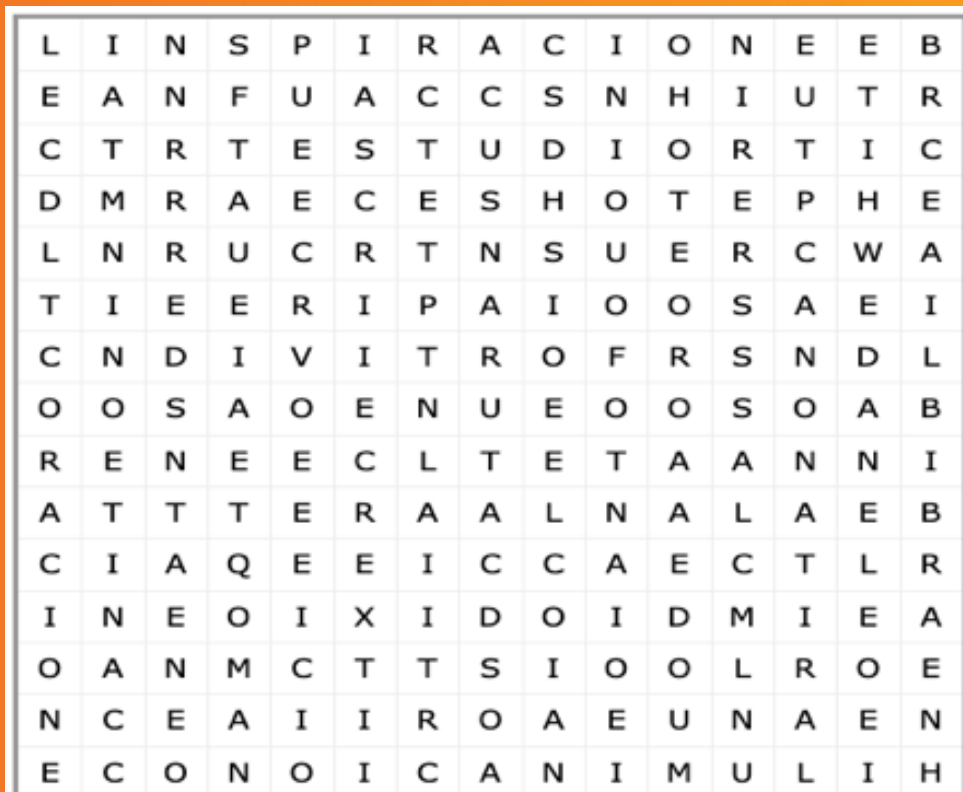 L I N S P I R A C I O N E E B
E A N F U A C C S N H I U T R
C T R T E S T U D I O R T I C
D M R A E C E S H O T E P H E
L N R U C R T N S U E R C W A
T I E E R I P A I O O S A E I
C N D I V I T R O F R S N D L
O O S A O E N U E O O S O A B
R E N E E C L T E T A A N N I
A T T T E R A A L N A L A E B
C I A Q E E I C C A E C T L R
I N E O I X I D O I D M I E A
O A N M C T T S I O O L R O E
N C E A I I R O A E U N A E N
E C O N O I C A N I M U L I H